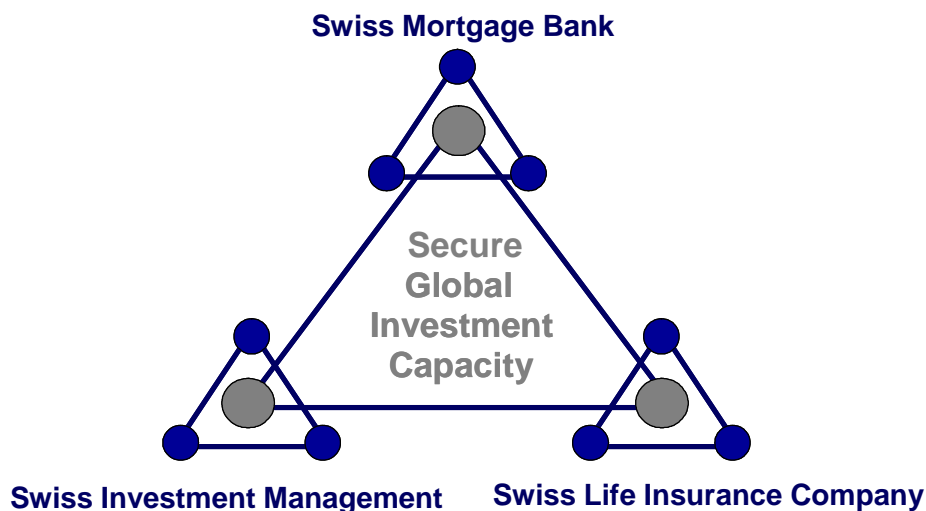 Swiss Mortgage Bank
Secure
Global
Investment
Capacity
Swiss Investment Management
Swiss Life Insurance Company